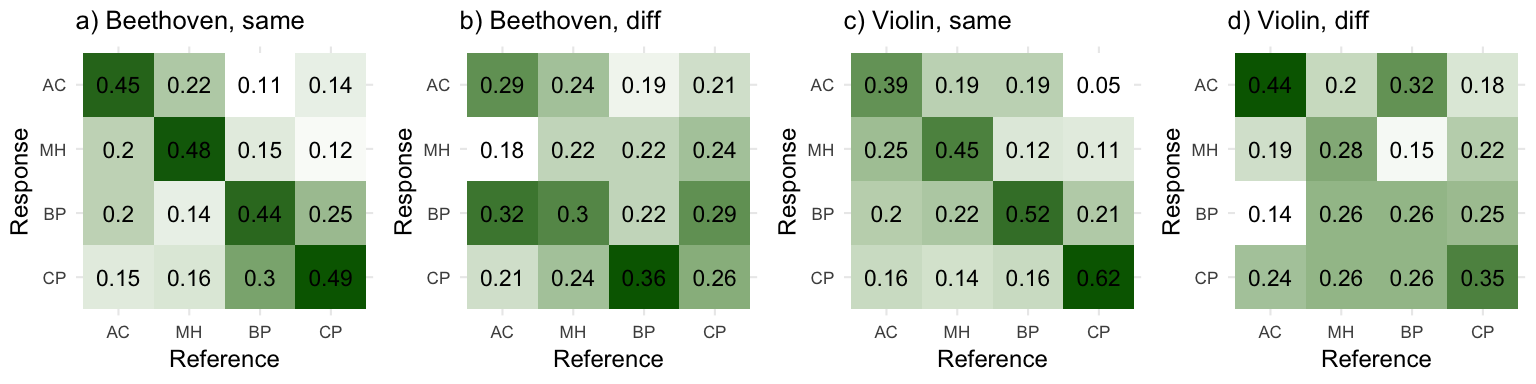 a) Beethoven, same
Response
AC 0.45 0.22 0.11 0.14
MH 0.2 0.48 0.15 0.12
BP 0.2 0.14 0.44 0.25
CP 0.15 0.16 0.3 0.49
AC MH BP CP
Reference
b) Beethoven, diff
Response
AC 0.29 0.24 0.19 0.21
MH 0.18 0.22 0.22 0.24
BP 0.32 0.3 0.22 0.29
CP 0.21 0.24 0.36 0.26
AC MH BP CP
Reference
c) Violin, same
Response
AC 0.39 0.19 0.19 0.05
MH 0.25 0.45 0.12 0.11
BP 0.2 0.22 0.52 0.21
CP 0.16 0.14 0.16 0.62
AC MH BP CP
Reference
d) Violin, diff
Response
AC 0.44 0.2 0.32 0.18
MH 0.19 0.28 0.15 0.22
BP 0.14 0.26 0.26 0.25
CP 0.24 0.26 0.26 0.35
AC MH BP CP
Reference